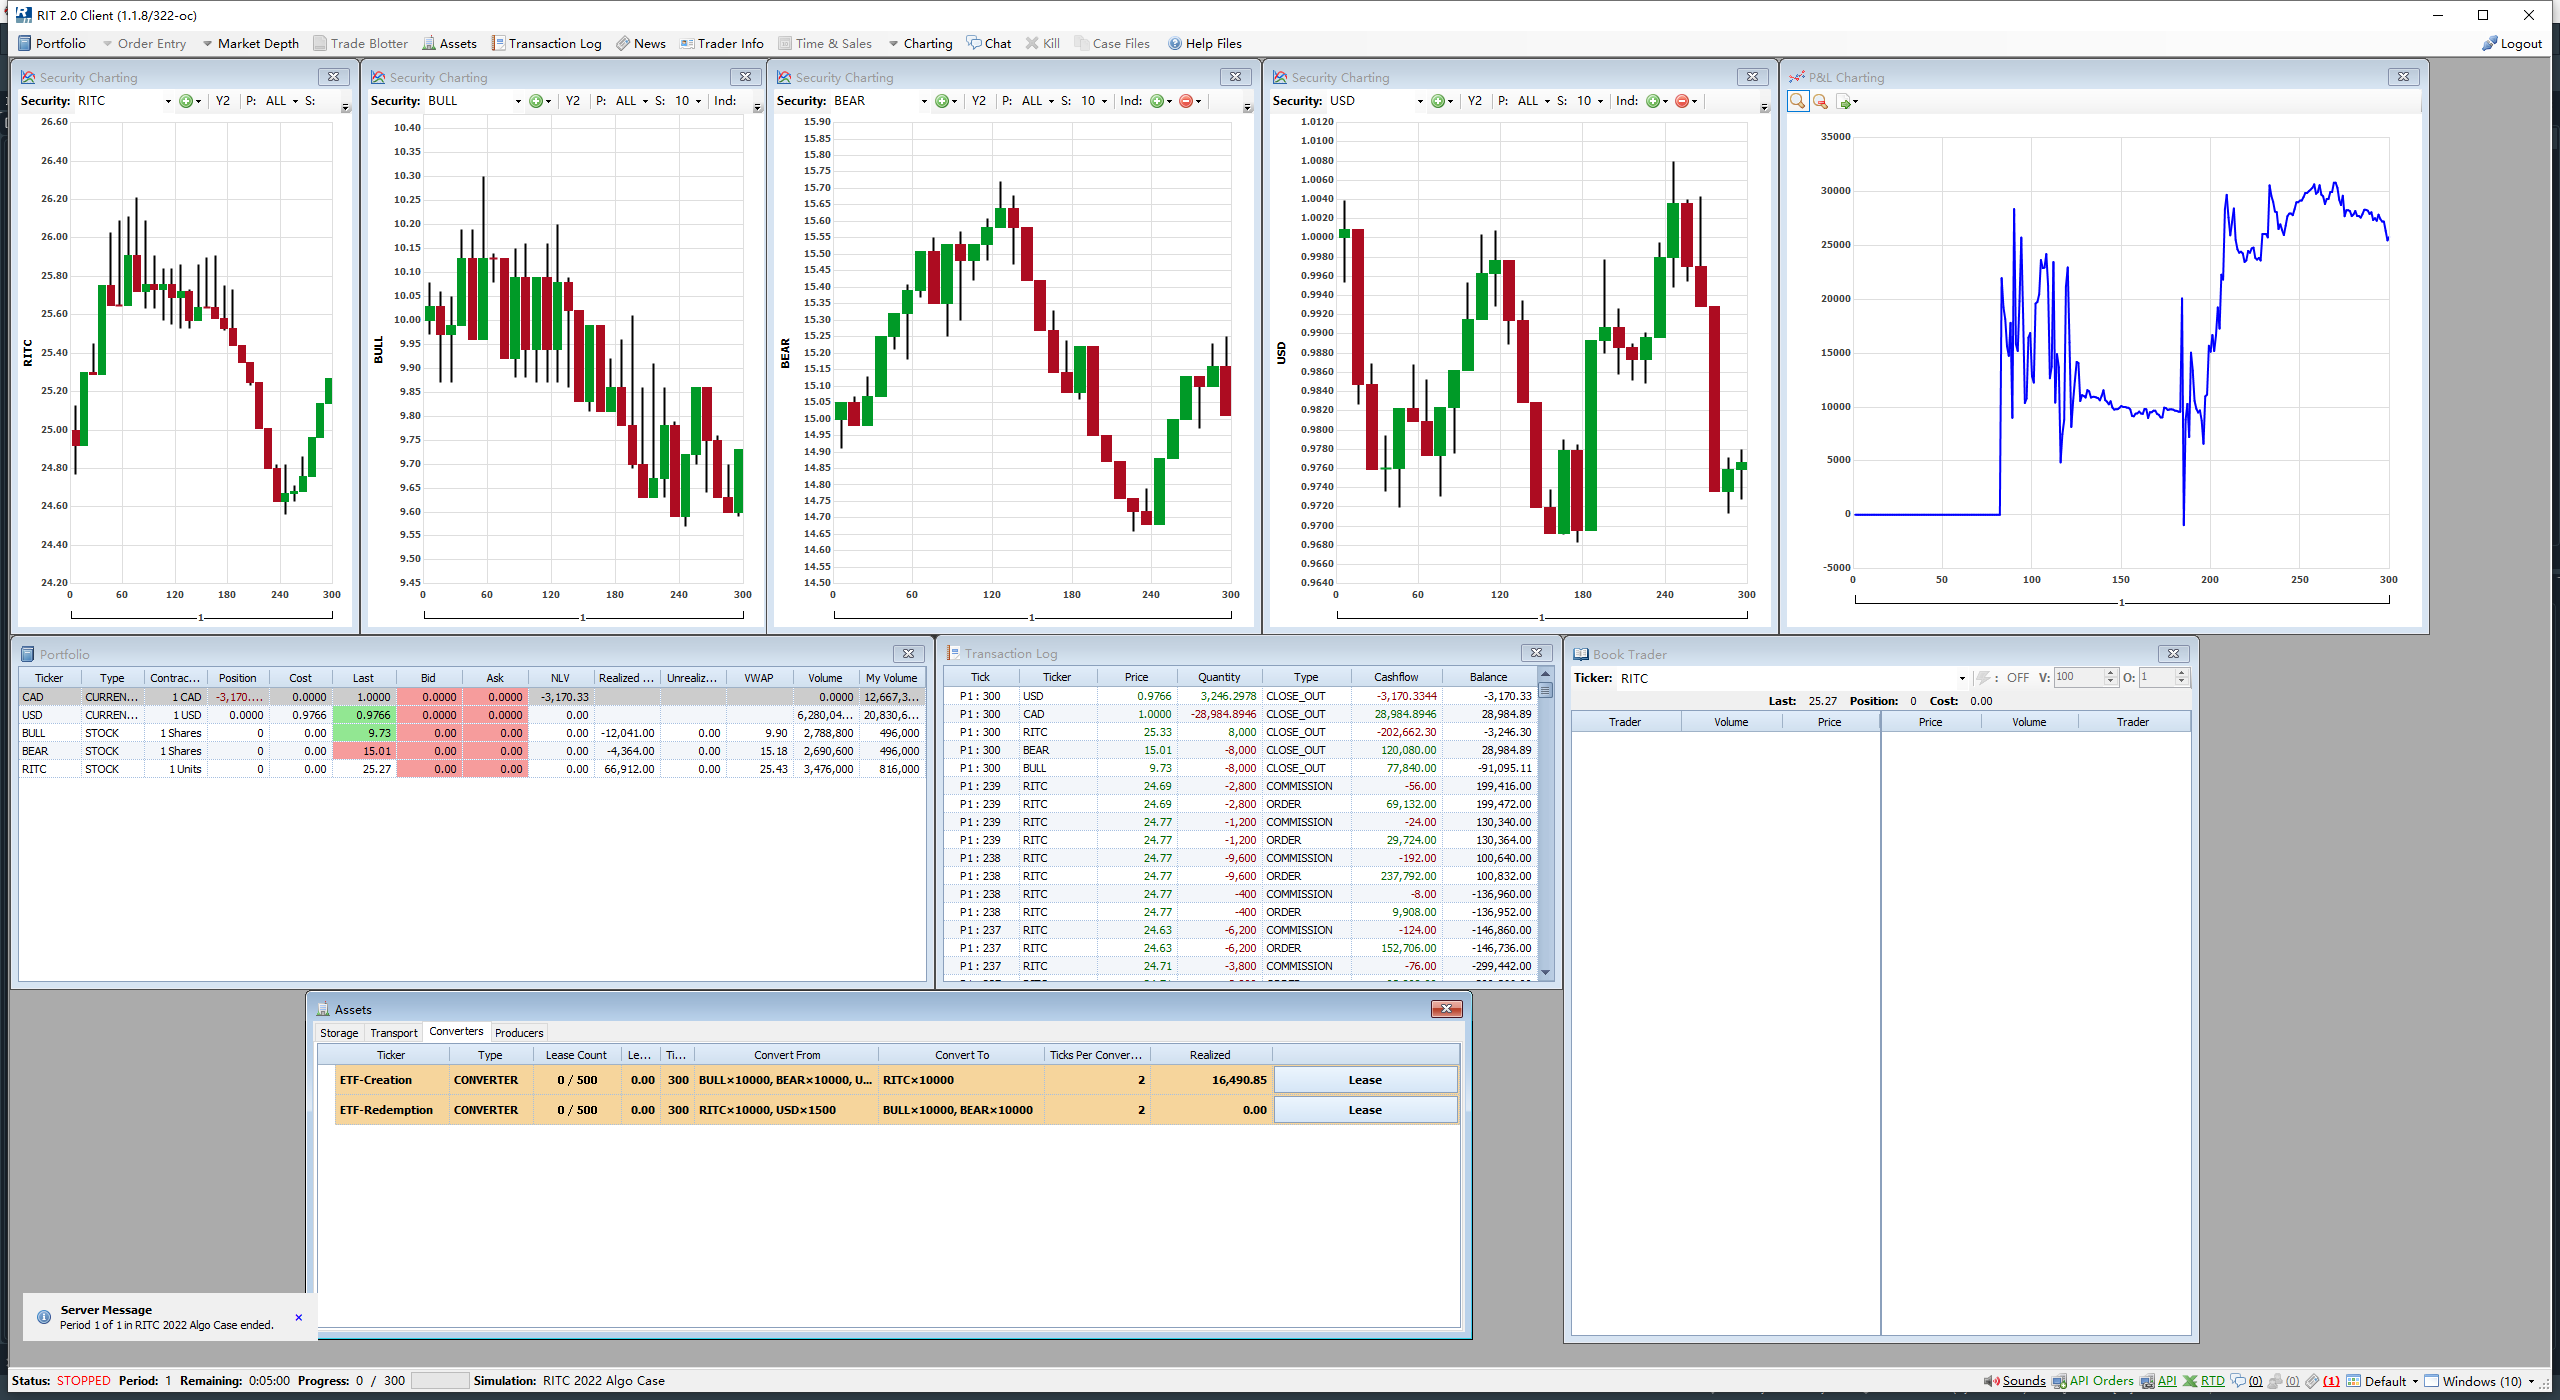 RIT 2.0 Client (1.1.8/322-oc)
Portfolio Order Entry Market Depth Trade Blotter Assets Transaction Log News Trader Info Time & Sales Charting Chat Kill Case Files Help Files Logout
Security Charting
Security: RITC Y2 P: ALL S:
26.60
26.40
26.20
26.00
25.80
25.60
25.40
25.20
25.00
24.80
24.60
24.40
24.20
RITC
0 60 120 180 240 300
1
Security Charting
Security: BULL Y2 P: ALL S: 10 Ind:
10.40
10.35
10.30
10.25
10.20
10.15
10.10
10.05
10.00
9.95
9.90
9.85
9.80
9.75
9.70
9.65
9.60
9.55
9.50
9.45
BULL
0 60 120 180 240 300
1
Security Charting
Security: BEAR Y2 P: ALL S: 10 Ind:
15.90
15.85
15.80
15.75
15.70
15.65
15.60
15.55
15.50
15.45
15.40
15.35
15.30
15.25
15.20
15.15
15.10
15.05
15.00
14.95
14.90
14.85
14.80
14.75
14.70
14.65
14.60
14.55
14.50
BEAR
0 60 120 180 240 300
1
Security Charting
Security: USD Y2 P: ALL S: 10 Ind:
1.0120
1.0100
1.0080
1.0060
1.0040
1.0020
1.0000
0.9980
0.9960
0.9940
0.9920
0.9900
0.9880
0.9860
0.9840
0.9820
0.9800
0.9780
0.9760
0.9740
0.9720
0.9700
0.9680
0.9660
0.9640
USD
0 60 120 180 240 300
1
P&L Charting
35000
30000
25000
20000
15000
10000
5000
0
-5000
0 50 100 150 200 250 300
1
Portfolio
Ticker Type Contrac... Position Cost Last Bid Ask NLV Realized ... Unrealiz... VWAP Volume My Volume
CAD CURREN... 1 CAD -3,170.... 0.0000 1.0000 0.0000 0.0000 -3,170.33 0.0000 12,667,3...
USD CURREN... 1 USD 0.0000 0.9766 0.9766 0.0000 0.0000 0.00 6,280,04... 20,830,6...
BULL STOCK 1 Shares 0 0.00 9.73 0.00 0.00 0.00 -12,041.00 0.00 9.90 2,788,800 496,000
BEAR STOCK 1 Shares 0 0.00 15.01 0.00 0.00 0.00 -4,364.00 0.00 15.18 2,690,600 496,000
RITC STOCK 1 Units 0 0.00 25.27 0.00 0.00 0.00 66,912.00 0.00 25.43 3,476,000 816,000
Transaction Log
Tick Ticker Price Quantity Type Cashflow Balance
P1 : 300 USD 0.9766 3,246.2978 CLOSE_OUT -3,170.3344 -3,170.33
P1 : 300 CAD 1.0000 -28,984.8946 CLOSE_OUT 28,984.8946 28,984.89
P1 : 300 RITC 25.33 8,000 CLOSE_OUT -202,662.30 -3,246.30
P1 : 300 BEAR 15.01 -8,000 CLOSE_OUT 120,080.00 28,984.89
P1 : 300 BULL 9.73 -8,000 CLOSE_OUT 77,840.00 -91,095.11
P1 : 239 RITC 24.69 -2,800 COMMISSION -56.00 199,416.00
P1 : 239 RITC 24.69 -2,800 ORDER 69,132.00 199,472.00
P1 : 239 RITC 24.77 -1,200 COMMISSION -24.00 130,340.00
P1 : 239 RITC 24.77 -1,200 ORDER 29,724.00 130,364.00
P1 : 238 RITC 24.77 -9,600 COMMISSION -192.00 100,640.00
P1 : 238 RITC 24.77 -9,600 ORDER 237,792.00 100,832.00
P1 : 238 RITC 24.77 -400 COMMISSION -8.00 -136,960.00
P1 : 238 RITC 24.77 -400 ORDER 9,908.00 -136,952.00
P1 : 237 RITC 24.63 -6,200 COMMISSION -124.00 -146,860.00
P1 : 237 RITC 24.63 -6,200 ORDER 152,706.00 -146,736.00
P1 : 237 RITC 24.71 -3,800 COMMISSION -76.00 -299,442.00
Book Trader
Ticker: RITC : OFF V: 100 O: 1
Last: 25.27 Position: 0 Cost: 0.00
Trader Volume Price Price Volume Trader
Assets
Storage Transport Converters Producers
Ticker Type Lease Count Le... Ti... Convert From Convert To Ticks Per Conver... Realized
ETF-Creation CONVERTER 0 / 500 0.00 300 BULL×10000, BEAR×10000, U... RITC×10000 2 16,490.85 Lease
ETF-Redemption CONVERTER 0 / 500 0.00 300 RITC×10000, USD×1500 BULL×10000, BEAR×10000 2 0.00 Lease
Server Message
Period 1 of 1 in RITC 2022 Algo Case ended.
Status: STOPPED Period: 1 Remaining: 0:05:00 Progress: 0 / 300 Simulation: RITC 2022 Algo Case Sounds API Orders API RTD (0) (0) (1) Default Windows (10)